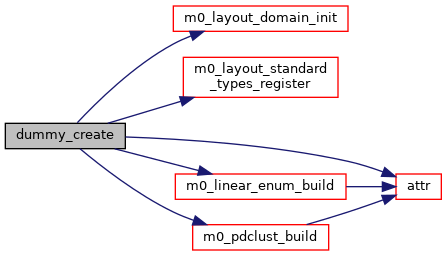 m0_layout_domain_init
m0_layout_standard
_types_register
dummy_create
m0_linear_enum_build
attr
m0_pdclust_build